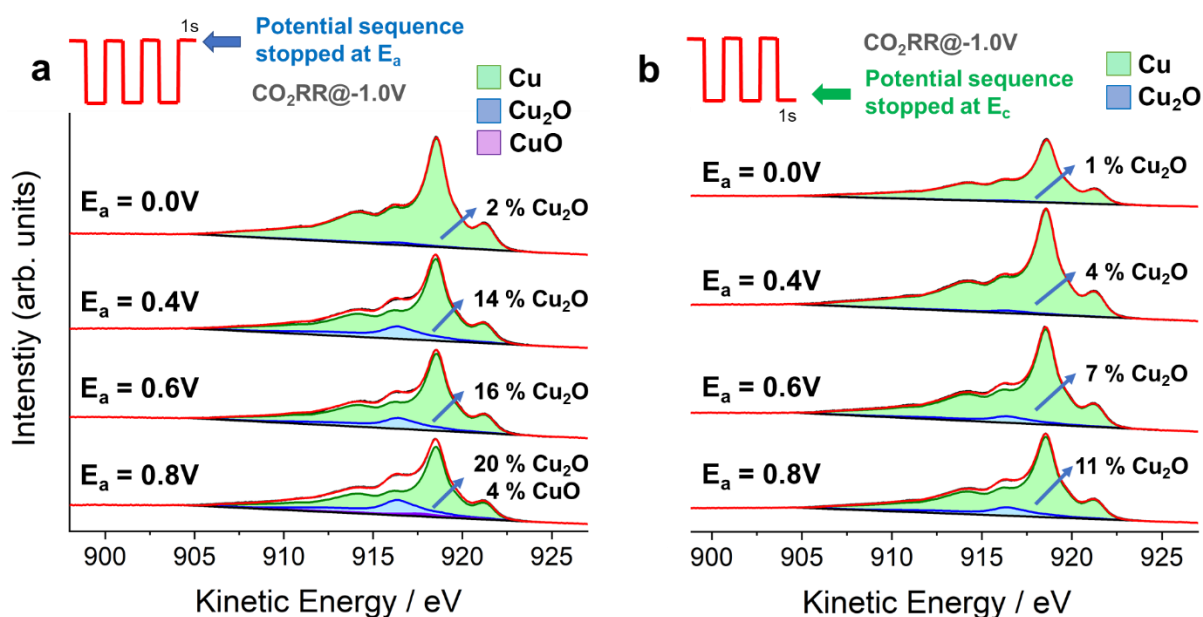 a
1s
Potential sequence
stopped at Eₐ
CO₂RR@-1.0V
Cu
Cu₂O
CuO
Eₐ = 0.0V
2 % Cu₂O
Eₐ = 0.4V
14 % Cu₂O
Eₐ = 0.6V
16 % Cu₂O
Eₐ = 0.8V
20 % Cu₂O
4 % CuO
Intenstiy (arb. units)
900 905 910 915 920 925
Kinetic Energy / eV
b
1s
CO₂RR@-1.0V
Potential sequence
stopped at E꜀
Cu
Cu₂O
Eₐ = 0.0V
1 % Cu₂O
Eₐ = 0.4V
4 % Cu₂O
Eₐ = 0.6V
7 % Cu₂O
Eₐ = 0.8V
11 % Cu₂O
900 905 910 915 920 925
Kinetic Energy / eV